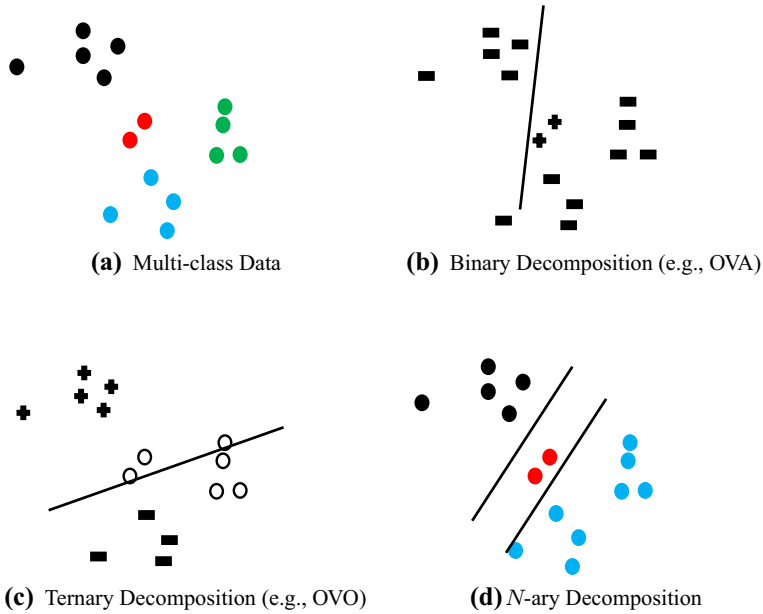 (a) Multi-class Data
(b) Binary Decomposition (e.g., OVA)
(c) Ternary Decomposition (e.g., OVO)
(d) N-ary Decomposition